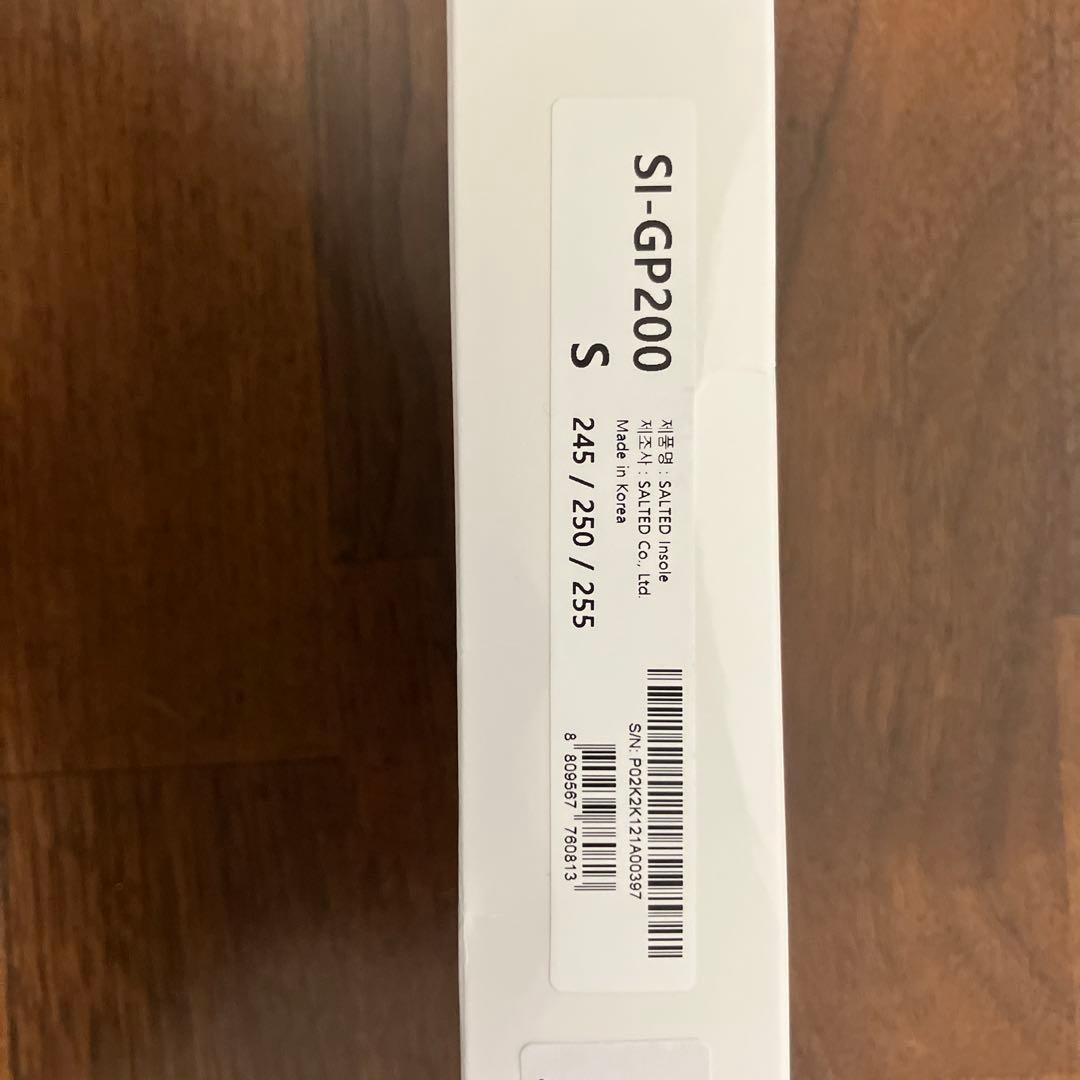 SI-GP200
S
제품명 : SALTED Insole
제조사 : SALTED Co., Ltd.
Made in Korea
245 / 250 / 255
S/N: P02K2K121A00397
8 809567 760813